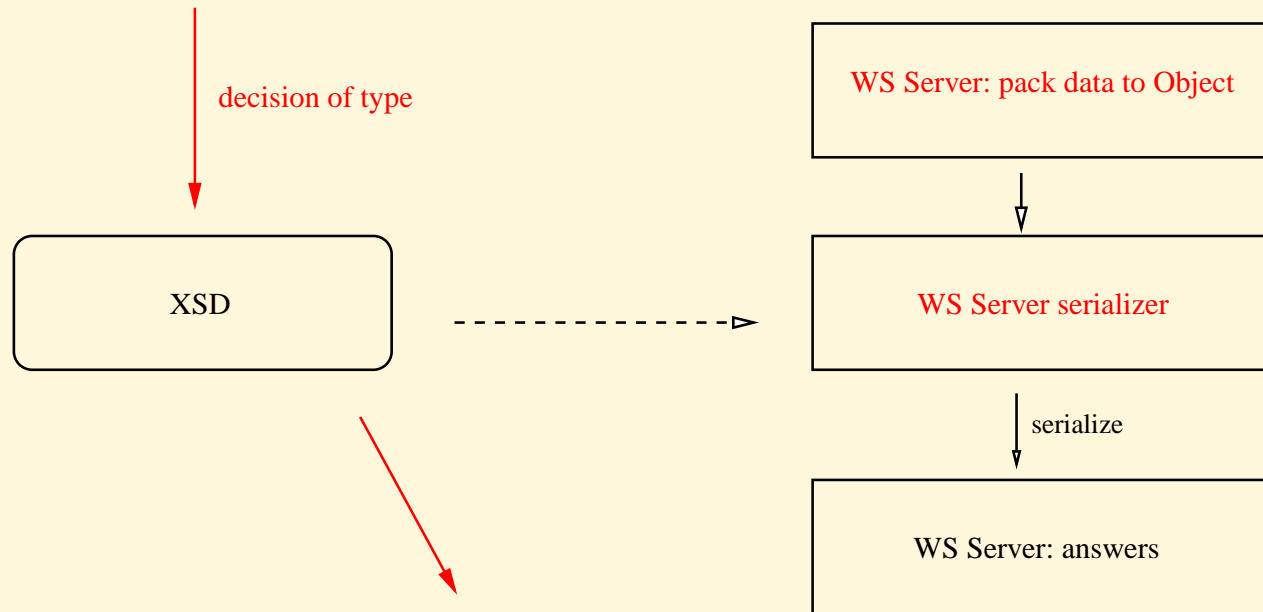 WS Server: pack data to Object
decision of type
XSD
WS Server serializer
serialize
WS Server: answers